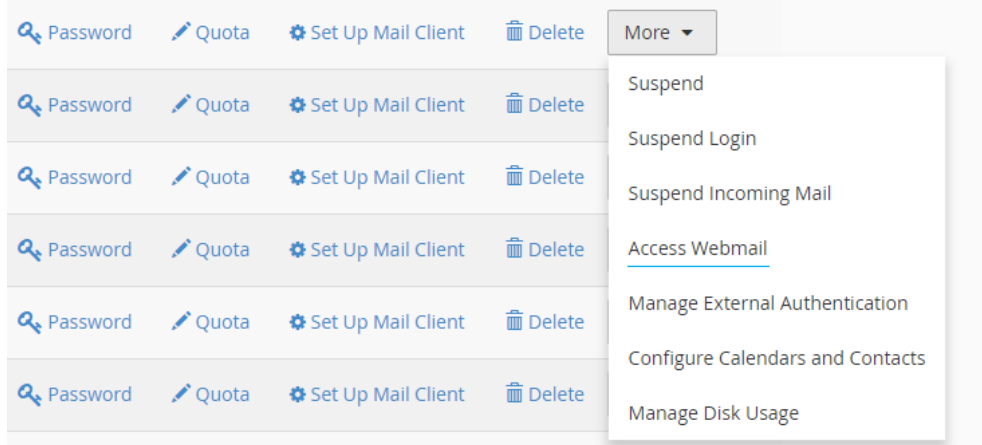 Password Quota Set Up Mail Client Delete More
Suspend
Password Quota Set Up Mail Client Delete
Suspend Login
Password Quota Set Up Mail Client Delete
Suspend Incoming Mail
Password Quota Set Up Mail Client Delete
Access Webmail
Manage External Authentication
Password Quota Set Up Mail Client Delete
Configure Calendars and Contacts
Password Quota Set Up Mail Client Delete
Manage Disk Usage